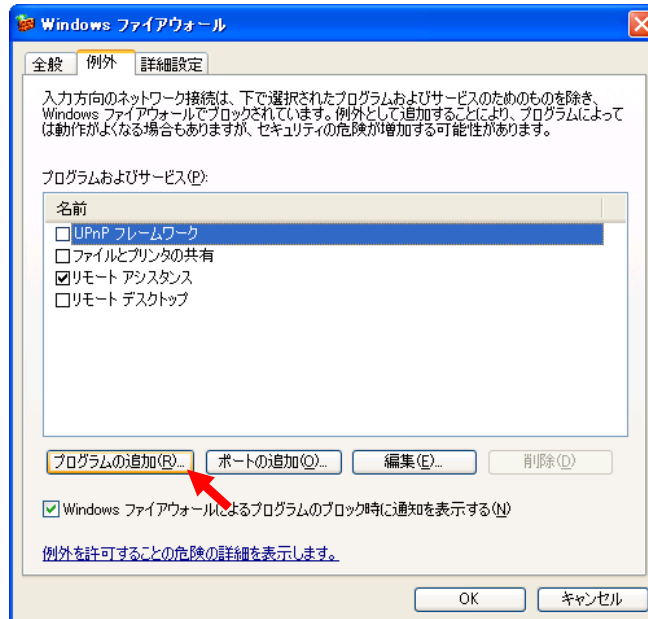 Windows ファイアウォール
全般 例外 詳細設定
入力方向のネットワーク接続は、下で選択されたプログラムおよびサービスのためのものを除き、
Windows ファイアウォールでブロックされています。例外として追加することにより、プログラムによって
は動作がよくなる場合もありますが、セキュリティの危険が増加する可能性があります。
プログラムおよびサービス(P):
名前
UPnP フレームワーク
ファイルとプリンタの共有
リモート アシスタンス
リモート デスクトップ
プログラムの追加(R)... ポートの追加(O)... 編集(E)... 削除(D)
Windows ファイアウォールによるプログラムのブロック時に通知を表示する(N)
例外を許可することの危険の詳細を表示します。
OK キャンセル